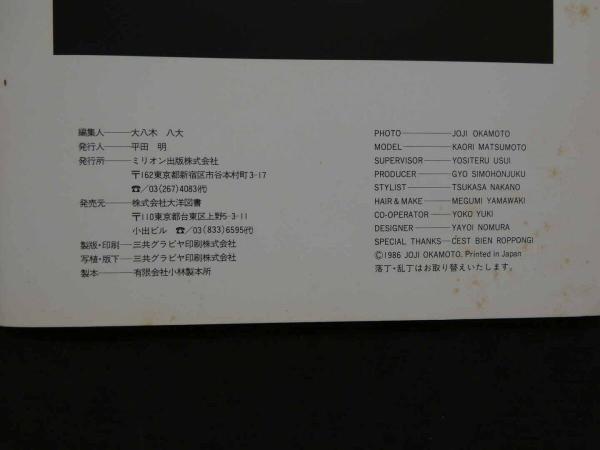 編集人―――大八木　八大
発行人―――平田　明
発行所―――ミリオン出版株式会社
〒162東京都新宿区市谷本村町3-17
☎/03(267)4083代
発売元―――株式会社大洋図書
〒110東京都台東区上野5-3-11
小出ビル　☎/03(833)6595代
製版・印刷―三共グラビヤ印刷株式会社
写植・版下―三共グラビヤ印刷株式会社
製本―――有限会社小林製本所
PHOTO―――JOJI OKAMOTO
MODEL―――KAORI MATSUMOTO
SUPERVISOR―――YOSITERU USUI
PRODUCER―――GYO SIMOHONJUKU
STYLIST―――TSUKASA NAKANO
HAIR & MAKE―――MEGUMI YAMAWAKI
CO-OPERATOR―――YOKO YUKI
DESIGNER―――YAYOI NOMURA
SPECIAL THANKS―C'EST BIEN ROPPONGI
©1986 JOJI OKAMOTO. Printed in Japan
落丁・乱丁はお取り替えいたします。